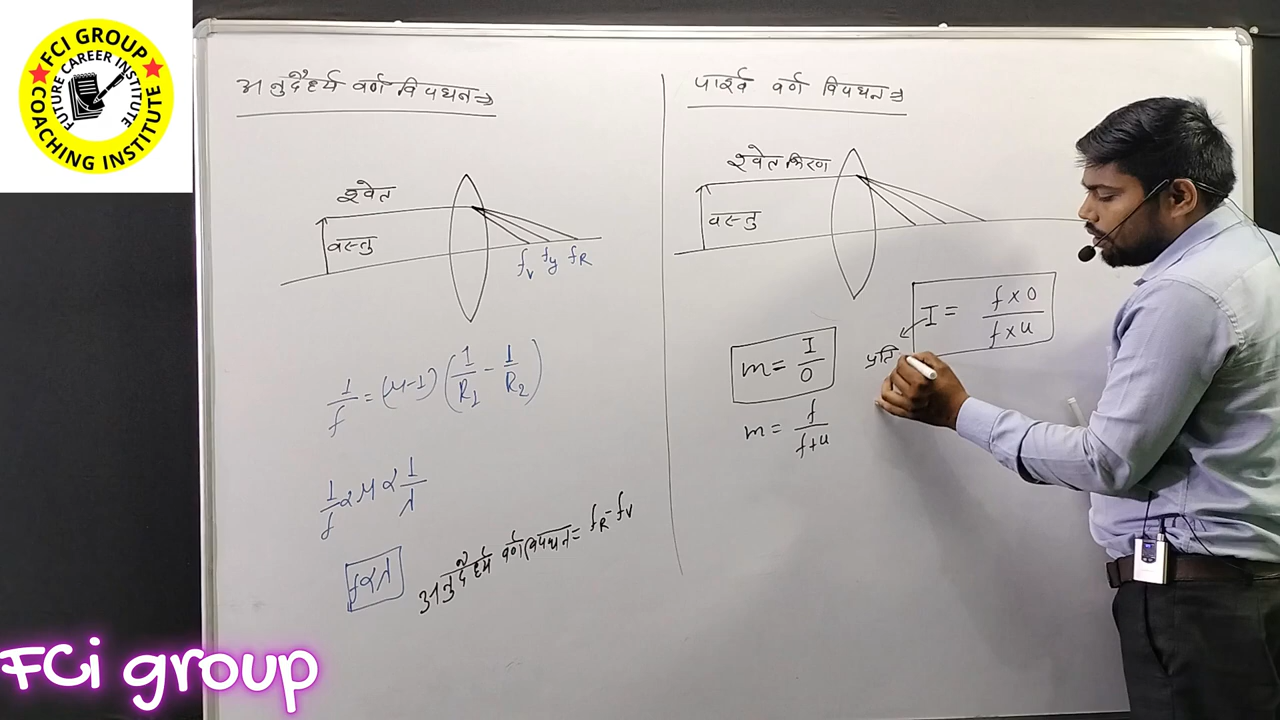 FCI GROUP
FUTURE CAREER INSTITUTE
COACHING INSTITUTE
अनुदैर्ध्य वर्ण विपथन⇒
श्वेत
वस्तु
fV fy fR
1/f = (μ-1) (1/R1 - 1/R2)
1/f ∝ μ ∝ 1/λ
f∝λ
अनुदैर्ध्य वर्ण विपथन = fR - fV
पार्श्व वर्ण विपथन⇒
श्वेत किरण
वस्तु
I = f×O/f×u
प्रति
m = I/O
m = f/f+u
FCi group